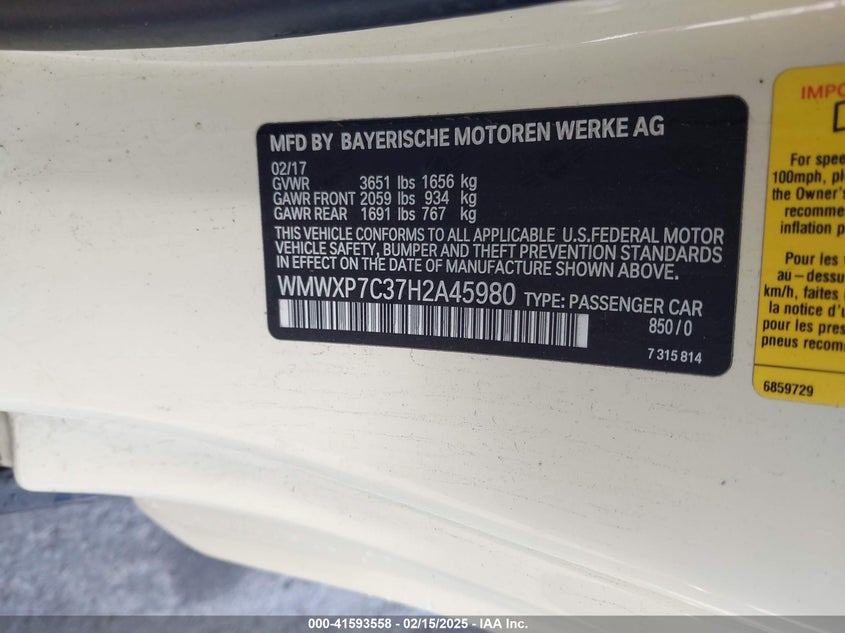 MFD BY BAYERISCHE MOTOREN WERKE AG
02/17
GVWR 3651 lbs 1656 kg
GAWR FRONT 2059 lbs 934 kg
GAWR REAR 1691 lbs 767 kg
THIS VEHICLE CONFORMS TO ALL APPLICABLE U.S.FEDERAL MOTOR
VEHICLE SAFETY, BUMPER AND THEFT PREVENTION STANDARDS
IN EFFECT ON THE DATE OF MANUFACTURE SHOWN ABOVE.
WMWXP7C37H2A45980 TYPE: PASSENGER CAR
850/0
7 315 814
For spee
100mph, pl
the Owner's
recomme
inflation p
Pour les
au-dessu
km/h, faites
la notice d'u
pour les pres
pneus recom
6859729
000-41593558 - 02/15/2025 - IAA Inc.